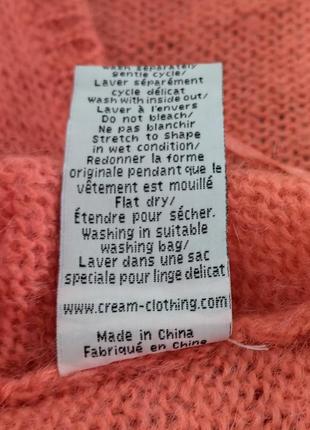 wash separately
gentle cycle/
Laver séparément
cycle délicat
Wash with inside out/
Laver à l'envers
Do not bleach/
Ne pas blanchir
Stretch to shape
in wet condition/
Redonner la forme
originale pendant que le
vêtement est mouillé
Flat dry/
Étendre pour sécher.
Washing in suitable
washing bag/
Laver dans une sac
speciale pour linge delicat
www.cream-clothing.com
Made in China
Fabriqué en Chine